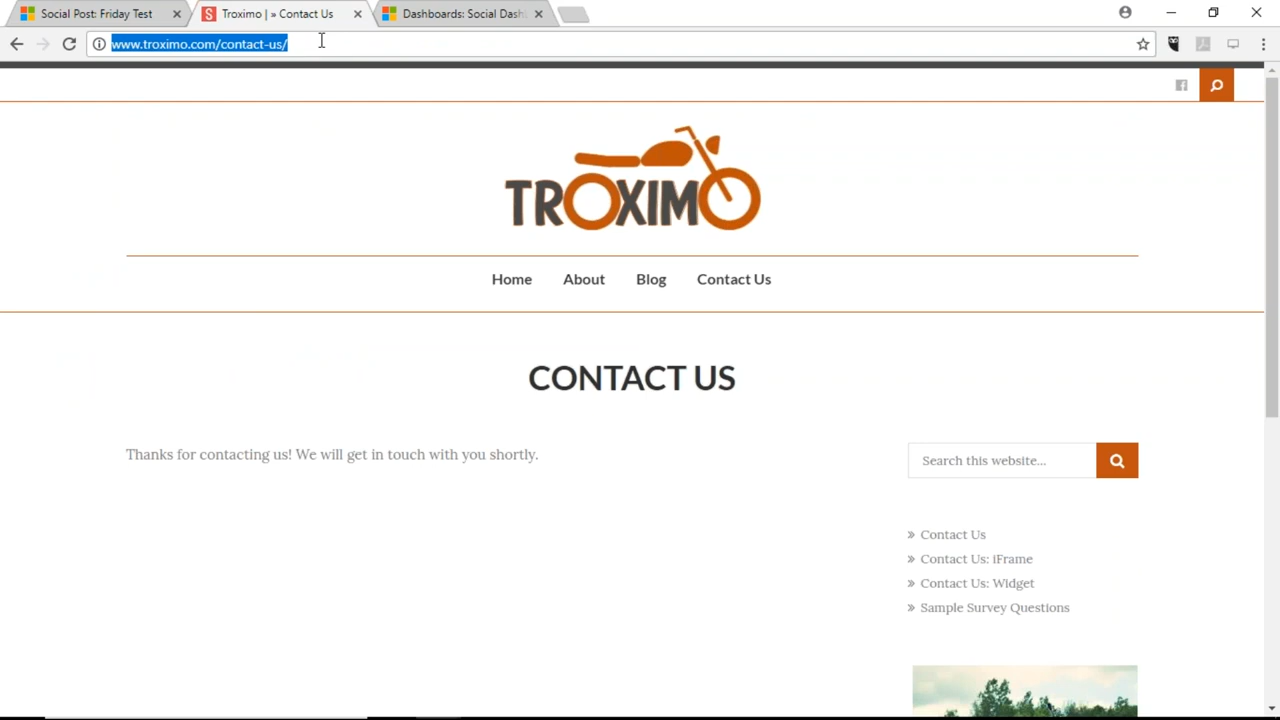 Social Post: Friday Test
Troximo | » Contact Us
Dashboards: Social Dash
www.troximo.com/contact-us/
TROXIMO
Home
About
Blog
Contact Us
CONTACT US
Thanks for contacting us! We will get in touch with you shortly.
Search this website...
» Contact Us
» Contact Us: iFrame
» Contact Us: Widget
» Sample Survey Questions